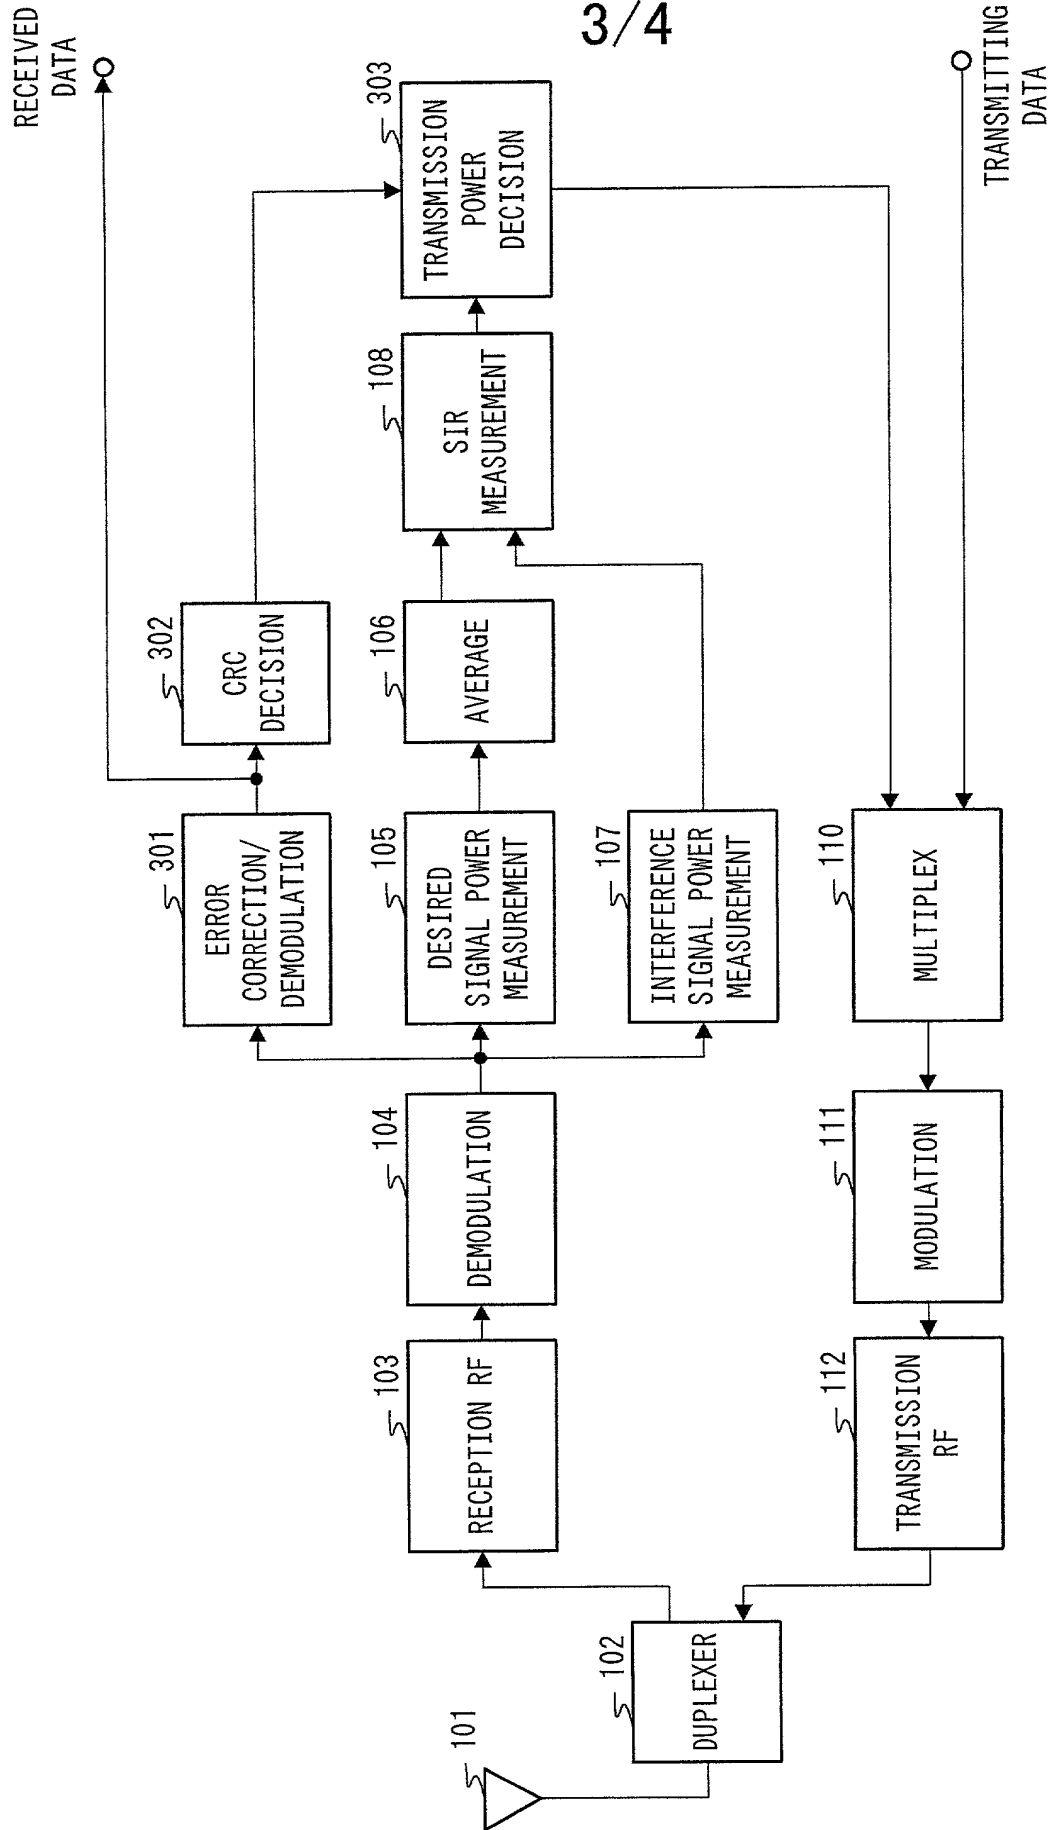 3/4
RECEIVED
DATA
303
TRANSMISSION
POWER
DECISION
108
SIR
MEASUREMENT
302
CRC
DECISION
106
AVERAGE
301
ERROR
CORRECTION/
DEMODULATION
105
DESIRED
SIGNAL POWER
MEASUREMENT
107
INTERFERENCE
SIGNAL POWER
MEASUREMENT
104
DEMODULATION
103
RECEPTION RF
101
102
DUPLEXER
112
TRANSMISSION
RF
111
MODULATION
110
MULTIPLEX
TRANSMITTING
DATA